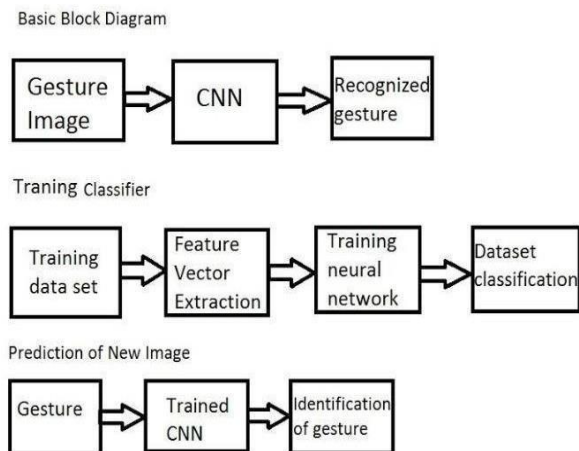 Basic Block Diagram
Gesture
Image
CNN
Recognized
gesture
Traning Classifier
Training
data set
Feature
Vector
Extraction
Training
neural
network
Dataset
classification
Prediction of New Image
Gesture
Trained
CNN
Identification
of gesture